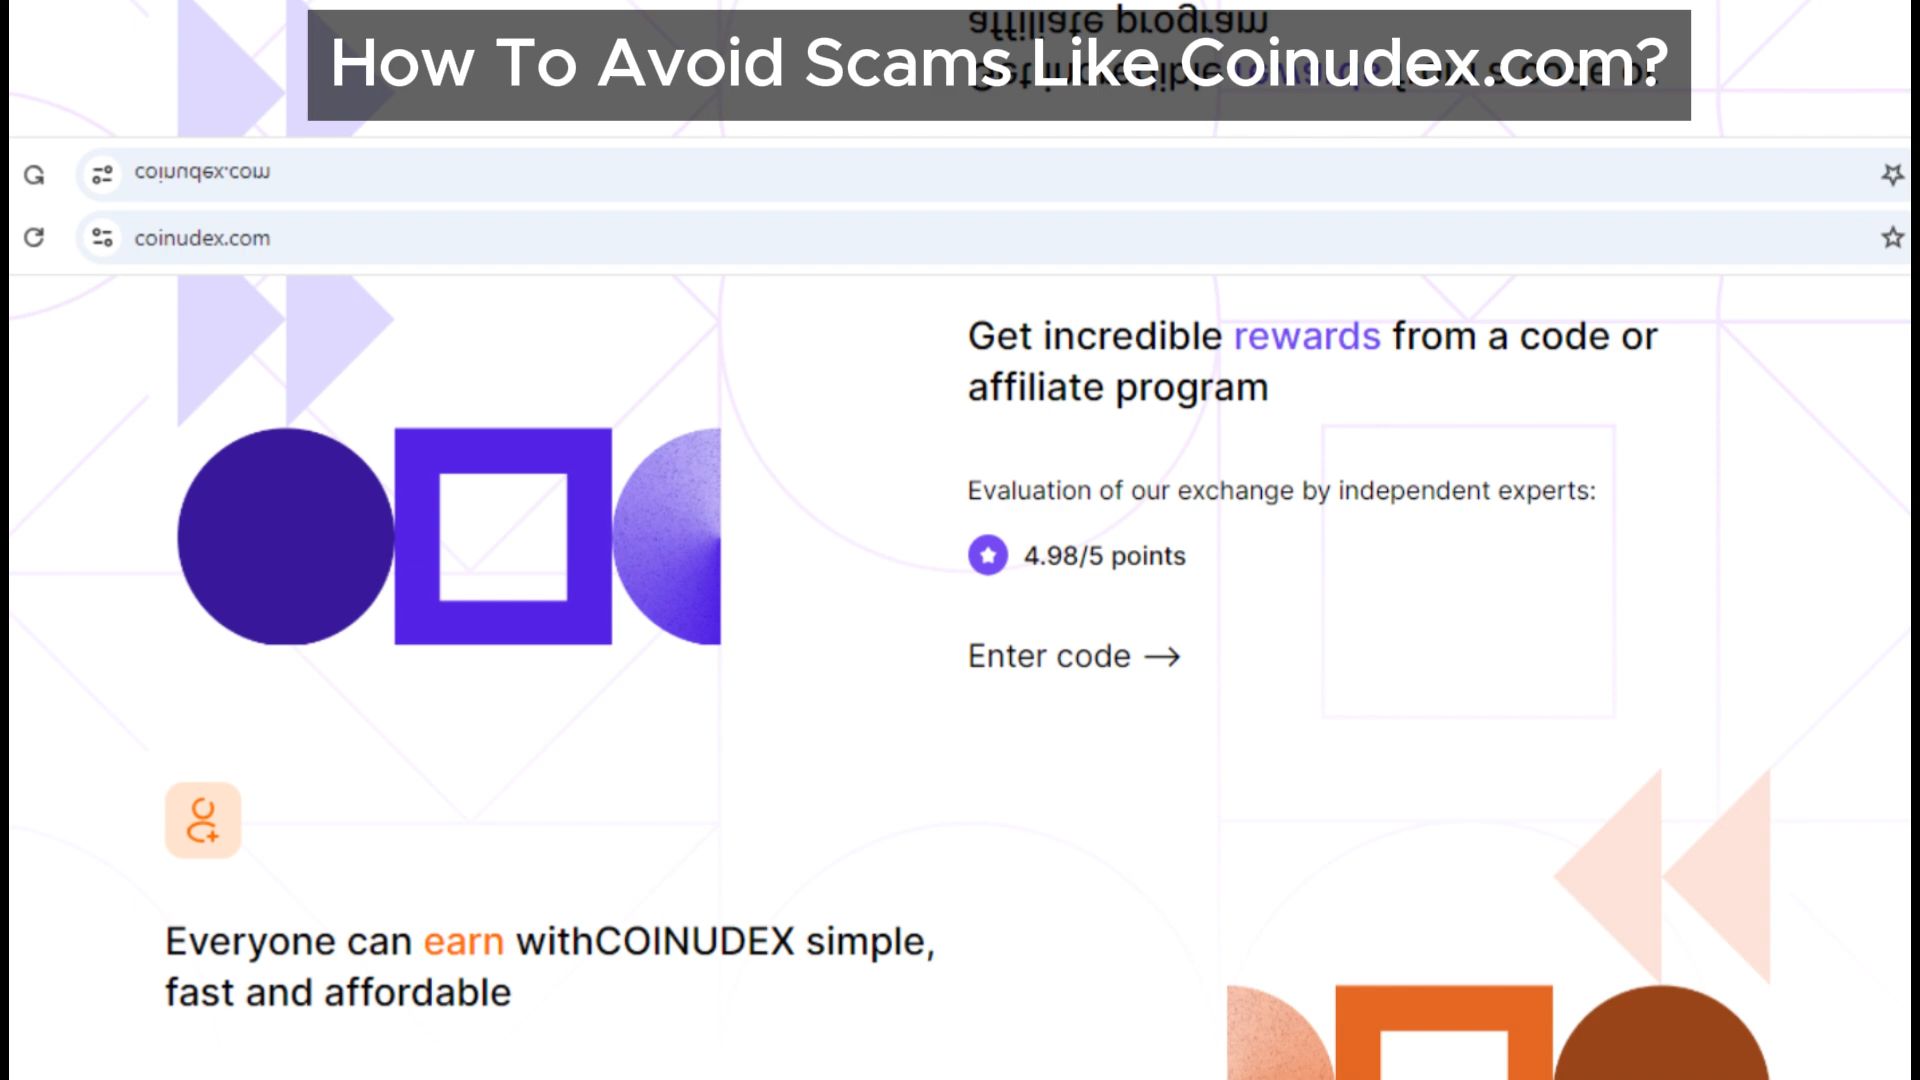 How To Avoid Scams Like Coinudex.com?
coinudex.com
coinudex.com
Get incredible rewards from a code or
affiliate program
Evaluation of our exchange by independent experts:
4.98/5 points
Enter code →
Everyone can earn withCOINUDEX simple,
fast and affordable